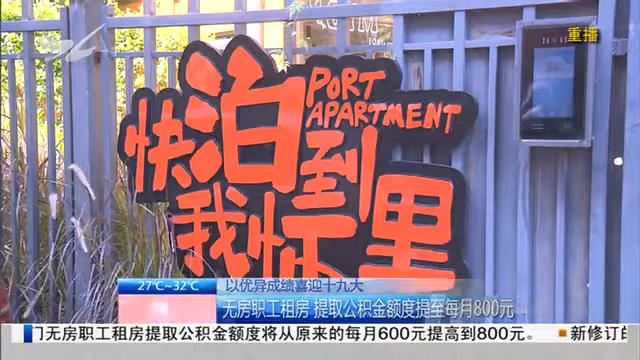 重播
PORT
APARTMENT
快泊到
我怀里
27℃~32℃
以优异成绩喜迎十九大
无房职工租房 提取公积金额度提至每月800元
门无房职工租房提取公积金额度将从原来的每月600元提高到800元。 ■新修订的